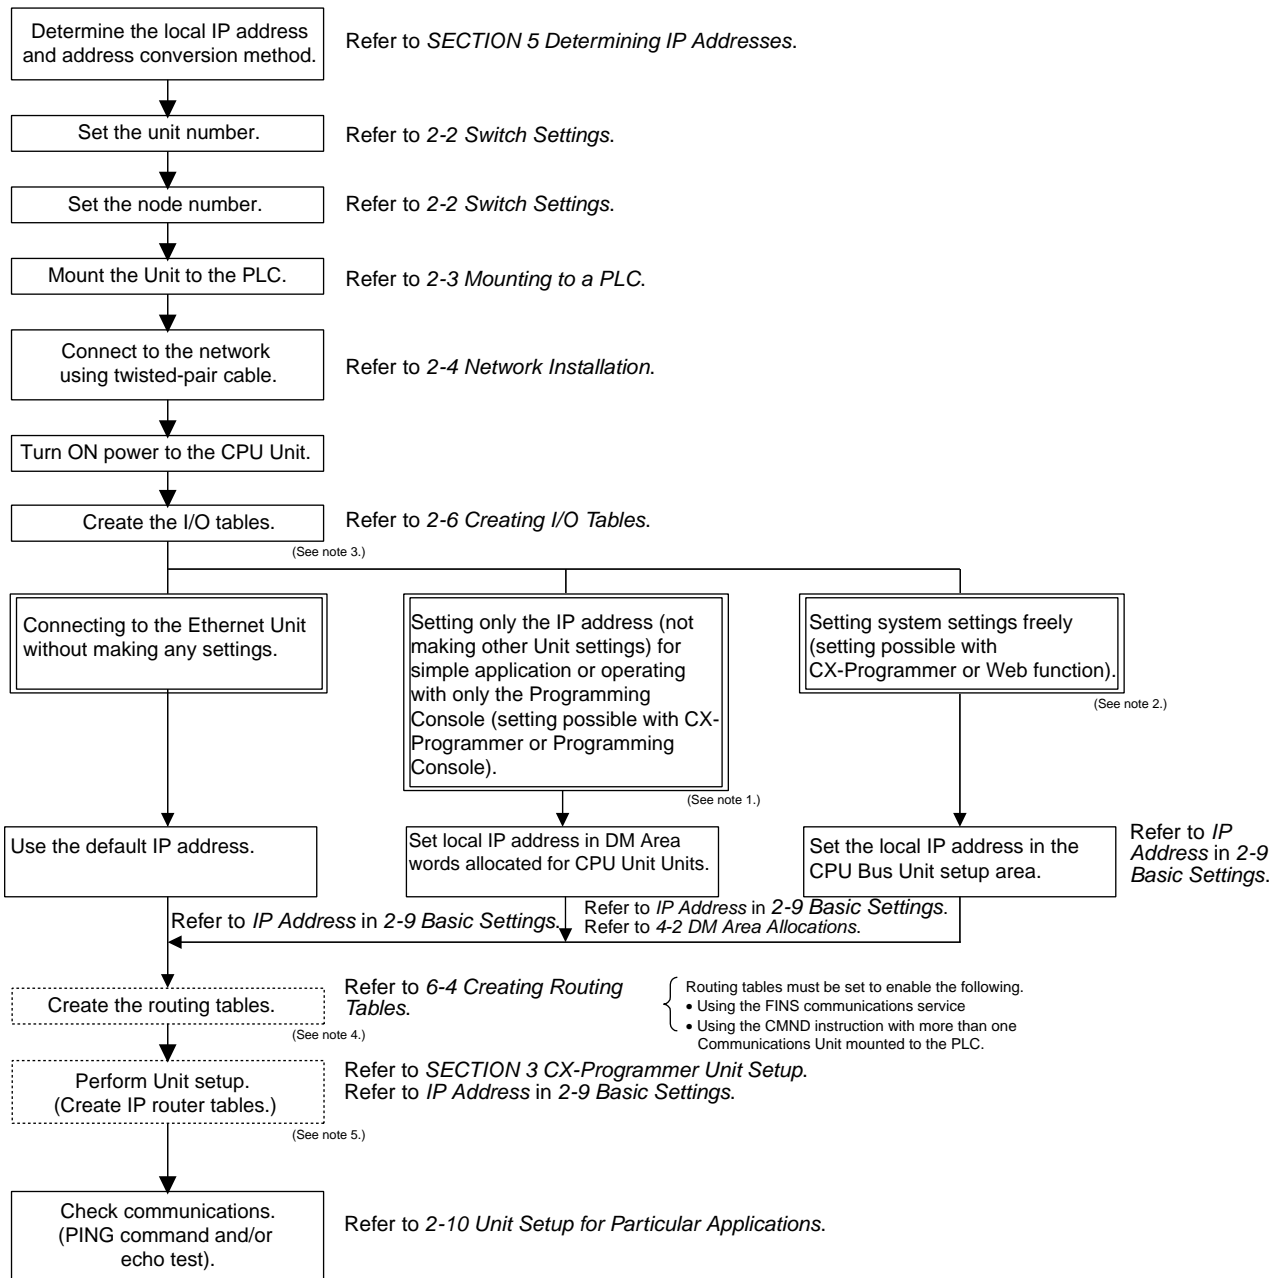 Determine the local IP address
and address conversion method.
Refer to SECTION 5 Determining IP Addresses.
Set the unit number.
Refer to 2-2 Switch Settings.
Set the node number.
Refer to 2-2 Switch Settings.
Mount the Unit to the PLC.
Refer to 2-3 Mounting to a PLC.
Connect to the network
using twisted-pair cable.
Refer to 2-4 Network Installation.
Turn ON power to the CPU Unit.
Create the I/O tables.
Refer to 2-6 Creating I/O Tables.
(See note 3.)
Connecting to the Ethernet Unit
without making any settings.
Setting only the IP address (not
making other Unit settings) for
simple application or operating
with only the Programming
Console (setting possible with CX-
Programmer or Programming
Console).
(See note 1.)
Setting system settings freely
(setting possible with
CX-Programmer or Web function).
(See note 2.)
Use the default IP address.
Set local IP address in DM Area
words allocated for CPU Unit Units.
Set the local IP address in the
CPU Bus Unit setup area.
Refer to IP
Address in 2-9
Basic Settings.
Refer to IP Address in 2-9 Basic Settings.
Refer to IP Address in 2-9 Basic Settings.
Refer to 4-2 DM Area Allocations.
Create the routing tables.
(See note 4.)
Refer to 6-4 Creating Routing
Tables.
Routing tables must be set to enable the following.
• Using the FINS communications service
• Using the CMND instruction with more than one
Communications Unit mounted to the PLC.
Perform Unit setup.
(Create IP router tables.)
(See note 5.)
Refer to SECTION 3 CX-Programmer Unit Setup.
Refer to IP Address in 2-9 Basic Settings.
Check communications.
(PING command and/or
echo test).
Refer to 2-10 Unit Setup for Particular Applications.